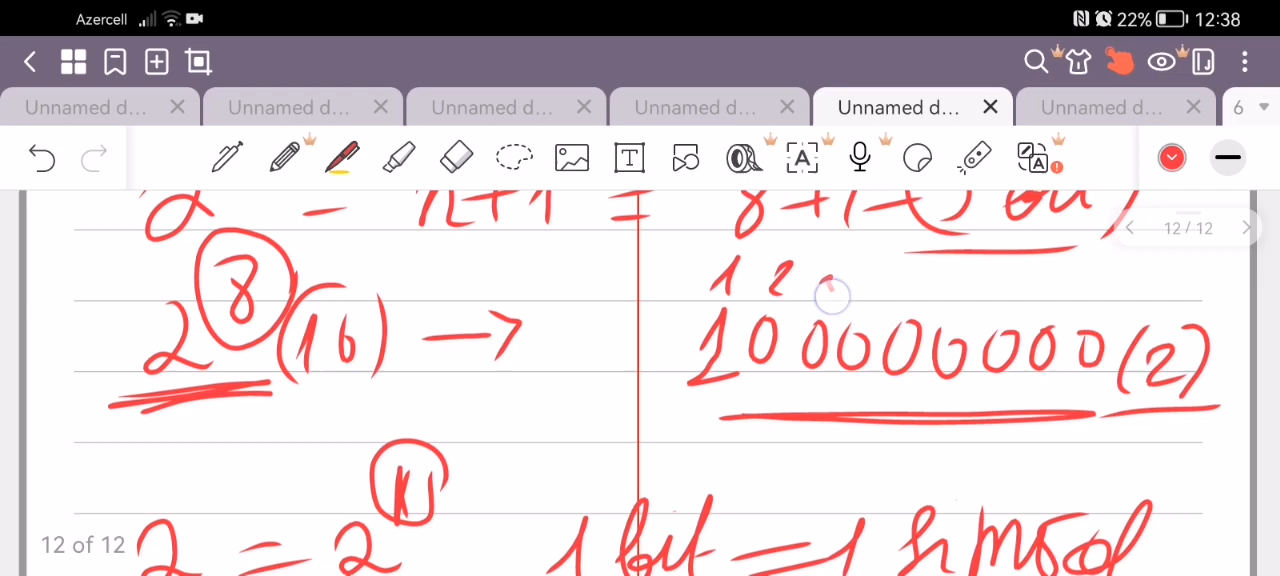 Azercell 22% 12:38
Unnamed d... Unnamed d... Unnamed d... Unnamed d... Unnamed d... Unnamed d... 6
12 / 12
n+1 = 8+1
1 2
2^8 (16) → 100000000(2)
12 of 12 2 = 2 1 bit = 1